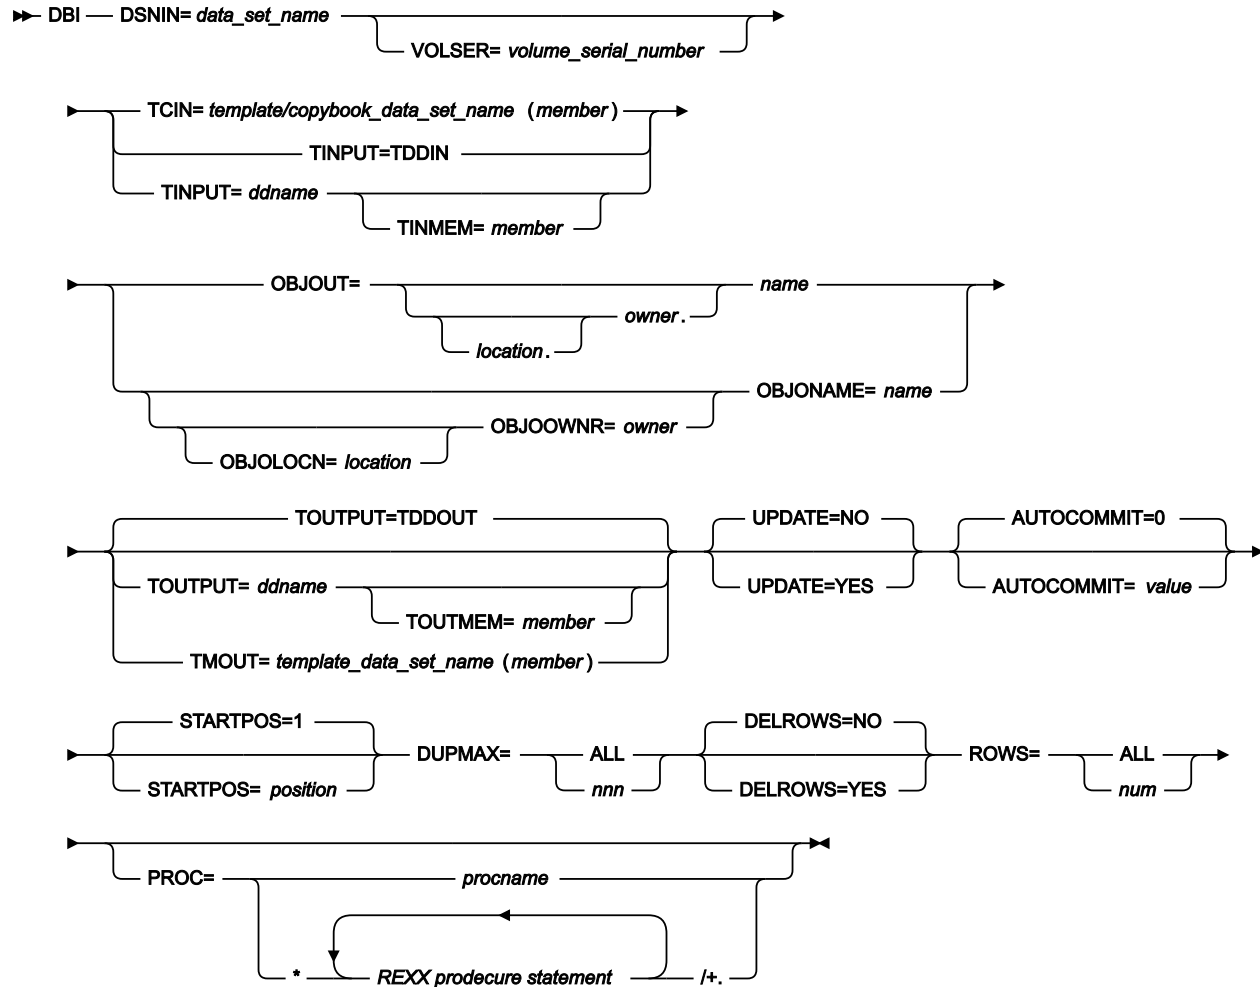 DBI DSNIN= data_set_name
VOLSER= volume_serial_number
TCIN= template/copybook_data_set_name (member)
TINPUT=TDDIN
TINPUT= ddname
TINMEM= member
OBJOUT= name
owner.
location.
OBJONAME= name
OBJOOWNR= owner
OBJOLOCN= location
TOUTPUT=TDDOUT UPDATE=NO AUTOCOMMIT=0
TOUTPUT= ddname UPDATE=YES AUTOCOMMIT= value
TOUTMEM= member
TMOUT= template_data_set_name (member)
STARTPOS=1 DELROWS=NO
DUPMAX= ALL ROWS= ALL
STARTPOS= position nnn DELROWS=YES num
PROC= procname
* REXX prodecure statement /+.